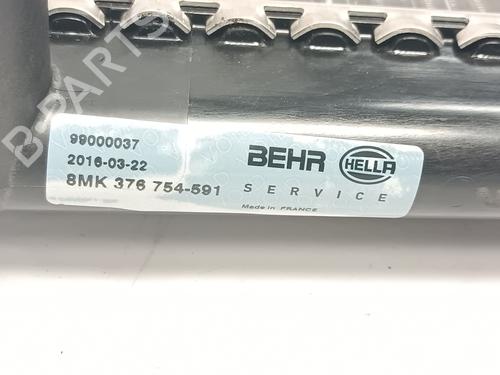 B-PARTS
99000037
2016-03-22
8MK 376 754-591
BEHR HELLA
SERVICE
Made in FRANCE